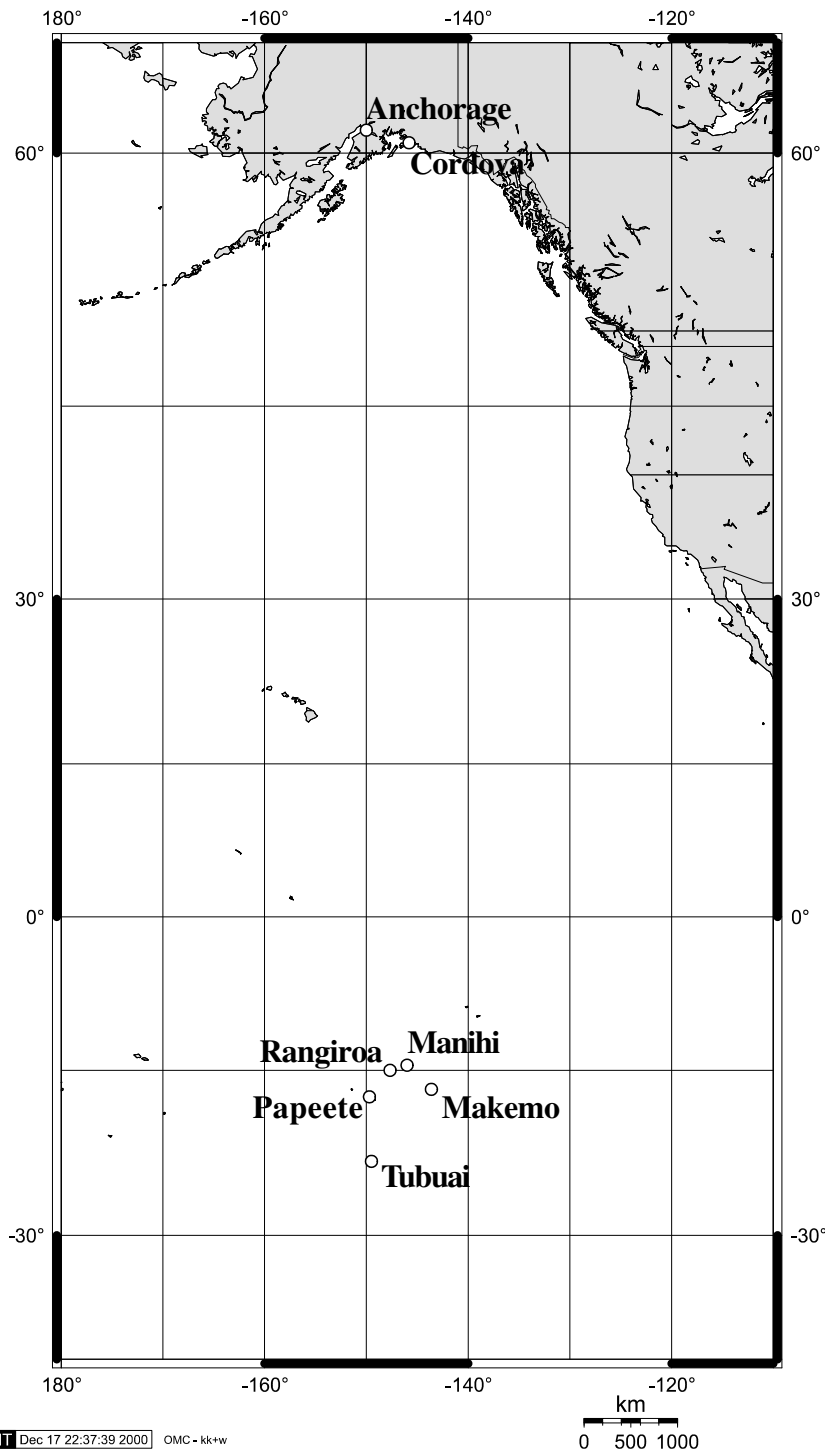 180° -160° -140° -120°
Anchorage
60° 60°
Cordova
30° 30°
0° 0°
Manihi
Rangiroa
Papeete Makemo
Tubuai
-30° -30°
180° -160° -140° -120°
km
Dec 17 22:37:39 2000 OMC - kk+w
0 500 1000